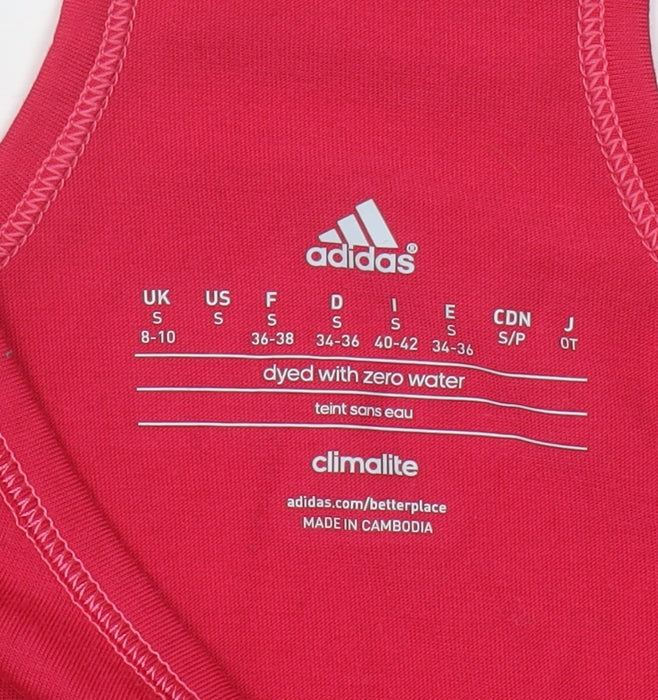 adidas®
UK US F D I E CDN J
S S S S S S S/P OT
8-10 36-38 34-36 40-42 34-36
dyed with zero water
teint sans eau
climalite
adidas.com/betterplace
MADE IN CAMBODIA